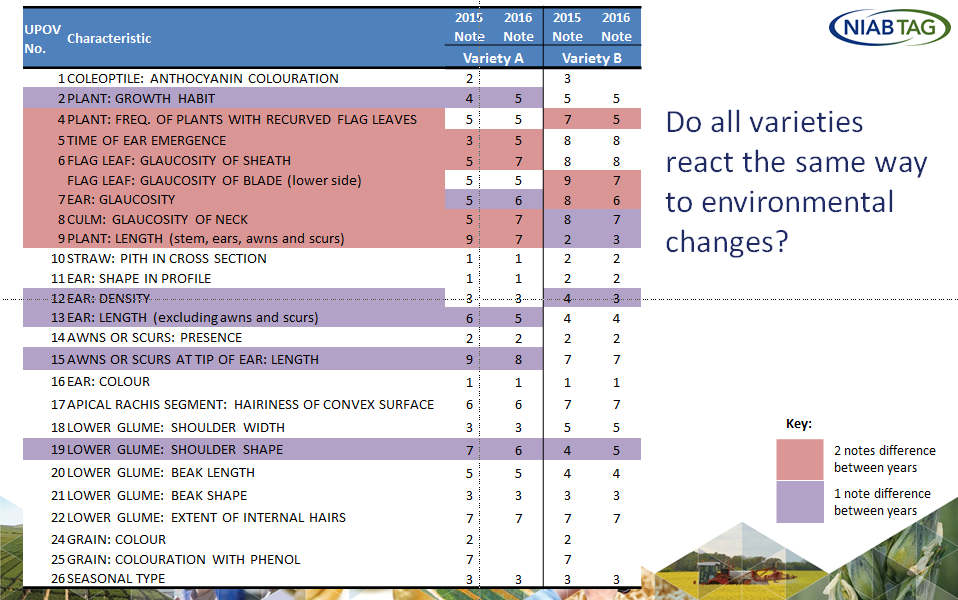 UPOV No. Characteristic 2015 Note 2016 Note 2015 Note 2016 Note
Variety A Variety B
1 COLEOPTILE: ANTHOCYANIN COLOURATION 2 3
2 PLANT: GROWTH HABIT 4 5 5 5
4 PLANT: FREQ. OF PLANTS WITH RECURVED FLAG LEAVES 5 5 7 5
5 TIME OF EAR EMERGENCE 3 5 8 8
6 FLAG LEAF: GLAUCOSITY OF SHEATH 5 7 8 8
FLAG LEAF: GLAUCOSITY OF BLADE (lower side) 5 5 9 7
7 EAR: GLAUCOSITY 5 6 8 6
8 CULM: GLAUCOSITY OF NECK 5 7 8 7
9 PLANT: LENGTH (stem, ears, awns and scurs) 9 7 2 3
10 STRAW: PITH IN CROSS SECTION 1 1 2 2
11 EAR: SHAPE IN PROFILE 1 1 2 2
12 EAR: DENSITY 3 3 4 3
13 EAR: LENGTH (excluding awns and scurs) 6 5 4 4
14 AWNS OR SCURS: PRESENCE 2 2 2 2
15 AWNS OR SCURS AT TIP OF EAR: LENGTH 9 8 7 7
16 EAR: COLOUR 1 1 1 1
17 APICAL RACHIS SEGMENT: HAIRINESS OF CONVEX SURFACE 6 6 7 7
18 LOWER GLUME: SHOULDER WIDTH 3 3 5 5
19 LOWER GLUME: SHOULDER SHAPE 7 6 4 5
20 LOWER GLUME: BEAK LENGTH 5 5 4 4
21 LOWER GLUME: BEAK SHAPE 3 3 3 3
22 LOWER GLUME: EXTENT OF INTERNAL HAIRS 7 7 7 7
24 GRAIN: COLOUR 2 2
25 GRAIN: COLOURATION WITH PHENOL 7 7
26 SEASONAL TYPE 3 3 3 3
NIAB TAG
Do all varieties
react the same way
to environmental
changes?
Key:
2 notes difference
between years
1 note difference
between years